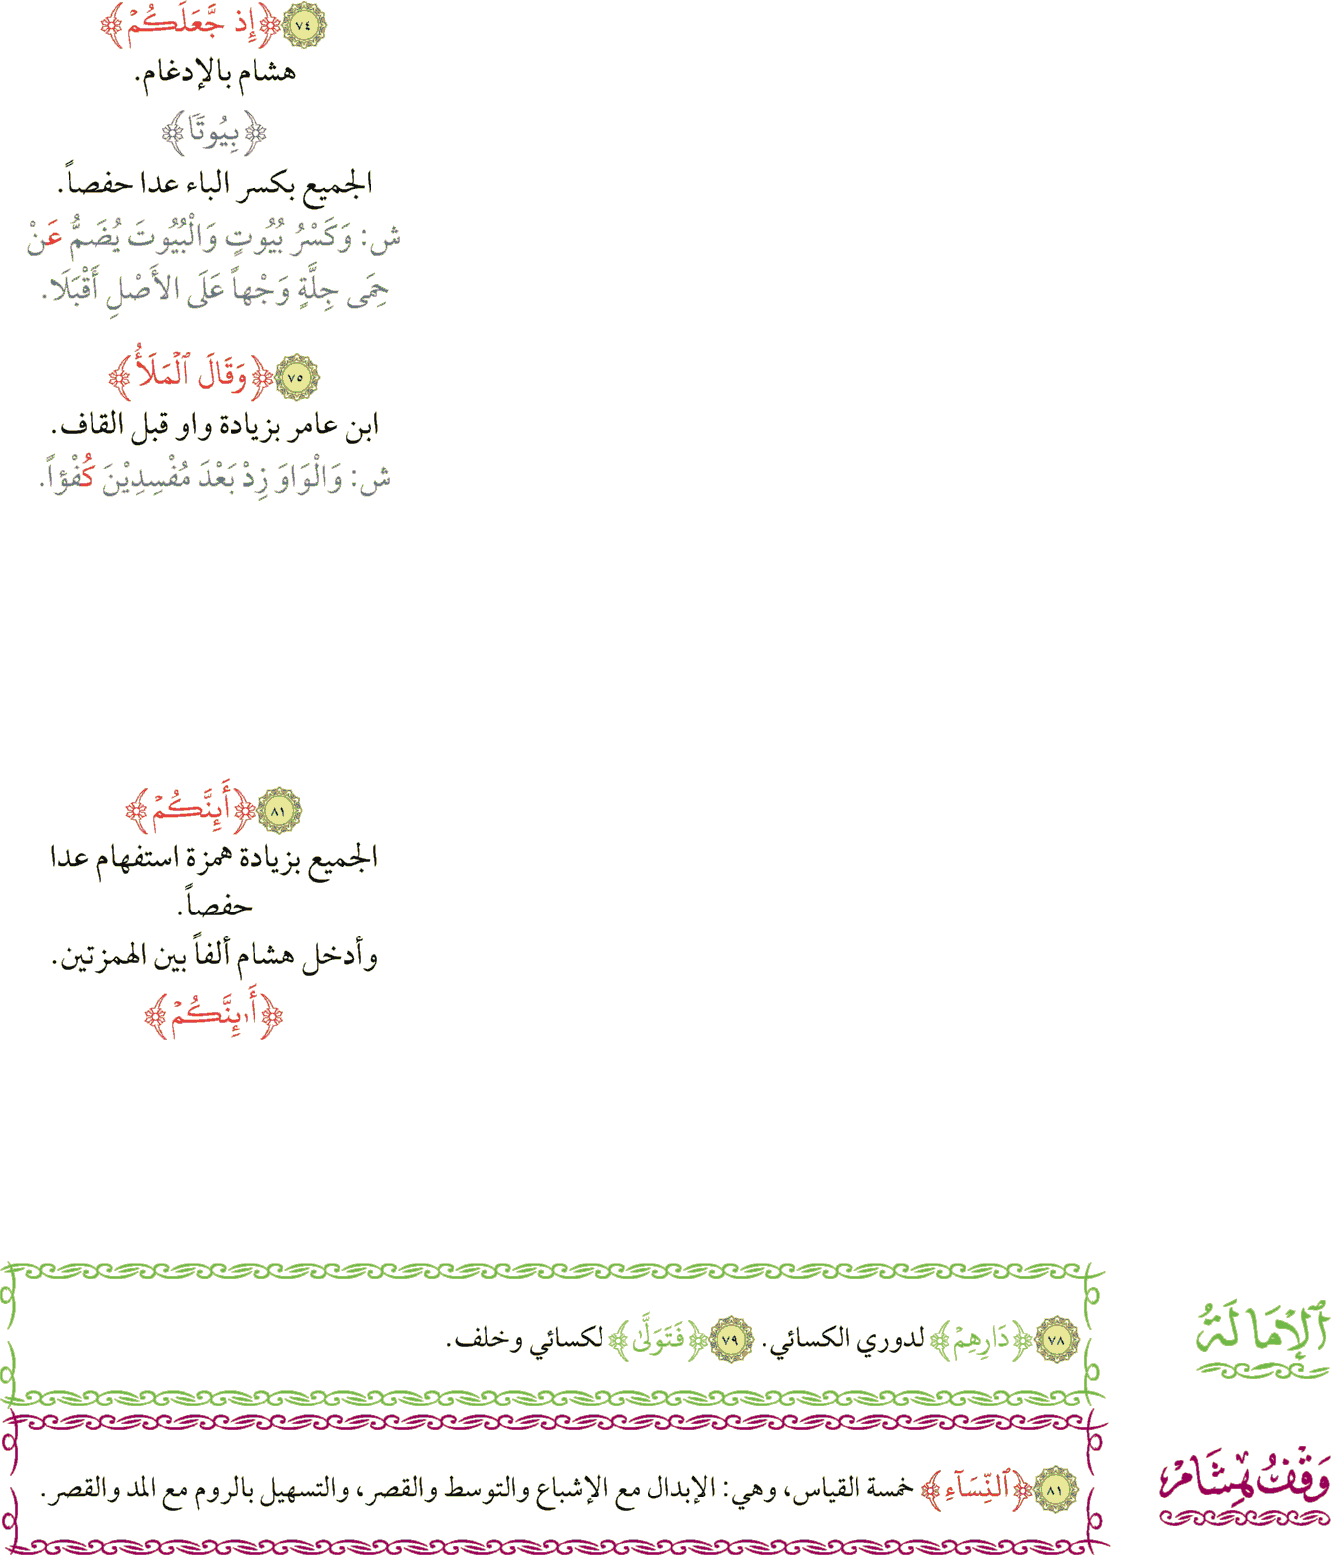 ٧٤ ﴿إِذ جَّعَلَكُمْ﴾
هشام بالإدغام.
﴿بِيُوتًا﴾
الجميع بكسر الباء عدا حفصاً.
ش: وَكَسْرُ بُيُوتٍ وَالْبُيُوتَ يُضَمُّ عَنْ
حِمَى جِلَّةٍ وَجْهاً عَلَى الأَصْلِ أَقْبَلَا.
٧٥ ﴿وَقَالَ ٱلْمَلَأُ﴾
ابن عامر بزيادة واو قبل القاف.
ش: وَالْوَاوَ زِدْ بَعْدَ مُفْسِدِيْنَ كُفْؤاً.
٨١ ﴿أَئِنَّكُمْ﴾
الجميع بزيادة همزة استفهام عدا
حفصاً.
وأدخل هشام ألفاً بين الهمزتين.
﴿أَا۬ئِنَّكُمْ﴾
ٱلْإِمَالَةُ
٧٨ ﴿دَارِهِمْ﴾ لدوري الكسائي. ٧٩ ﴿فَتَوَلَّىٰ﴾ لكسائي وخلف.
وَقْفُ هِشَامْ
٨١ ﴿ٱلنِّسَآءِ﴾ خمسة القياس، وهي: الإبدال مع الإشباع والتوسط والقصر، والتسهيل بالروم مع المد والقصر.